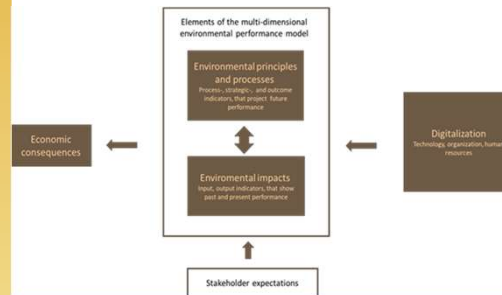 Elements of the multi-dimensional
environmental performance model
Environmental principles
and processes
Process-, strategic-, and outcome
indicators, that project future
performance
Economic
consequences
Digitalization
Technology, organization, human
resources
Enviromental impacts
Input, output indicators, that show
past and present performance
Stakeholder expectations